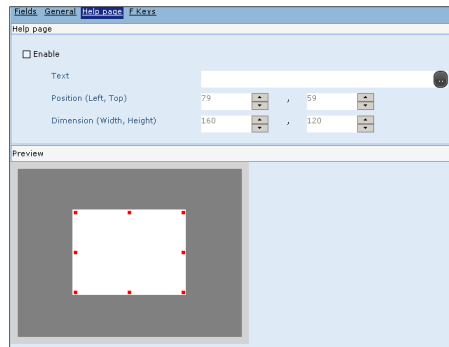 Fields General Help page F.Keys
Help page
Enable
Text ..
Position (Left, Top) 79 , 59
Dimension (Width, Height) 160 , 120
Preview